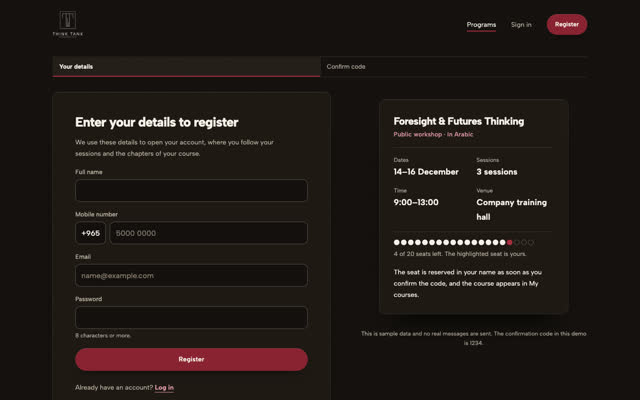 THINK TANK
Programs
Sign in
Register
Your details
Confirm code
Enter your details to register
We use these details to open your account, where you follow your
sessions and the chapters of your course.
Full name
Mobile number
+965
5000 0000
Email
name@example.com
Password
8 characters or more.
Register
Already have an account? Log in
Foresight & Futures Thinking
Public workshop · In Arabic
Dates
14–16 December
Sessions
3 sessions
Time
9:00–13:00
Venue
Company training
hall
4 of 20 seats left. The highlighted seat is yours.
The seat is reserved in your name as soon as you
confirm the code, and the course appears in My
courses.
This is sample data and no real messages are sent. The confirmation code in this demo
is 1234.